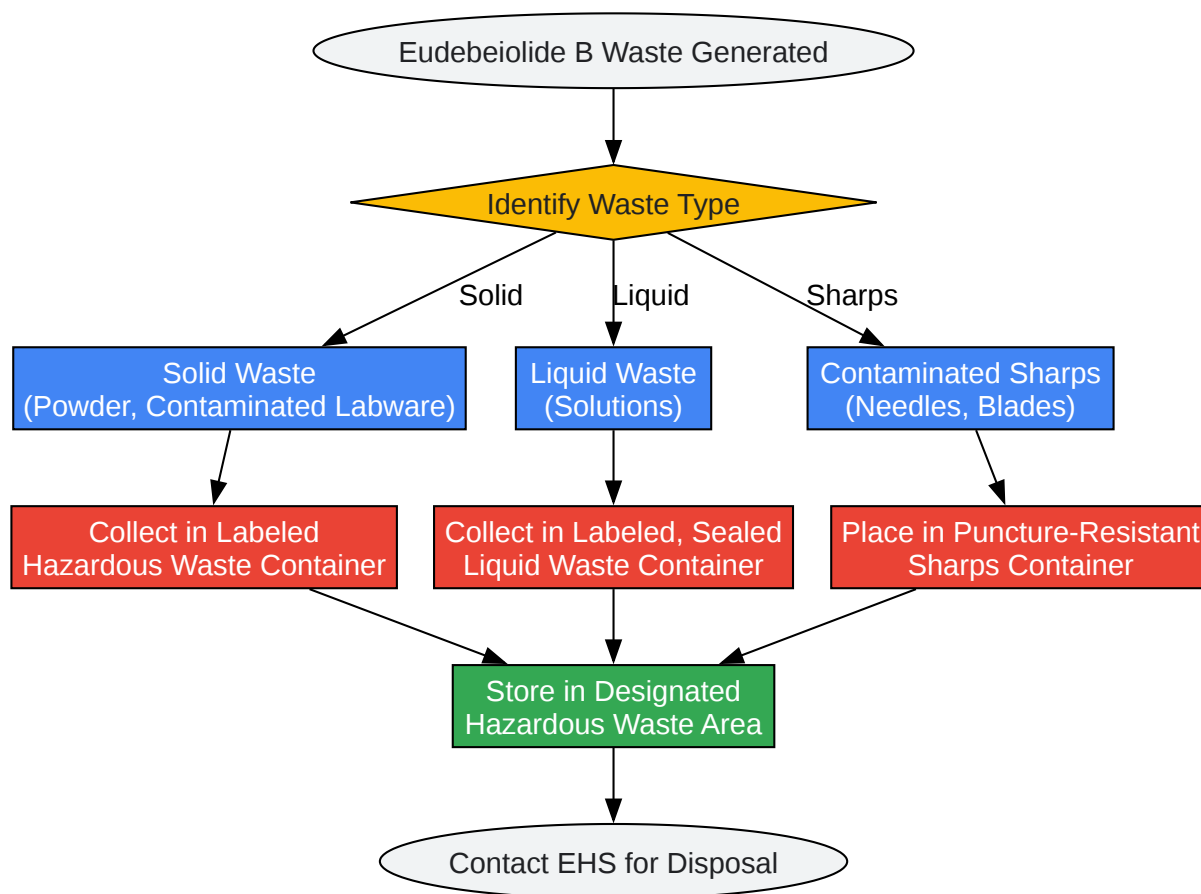 Eudebeiolide B Waste Generated
Identify Waste Type
Solid
Liquid
Sharps
Solid Waste
(Powder, Contaminated Labware)
Liquid Waste
(Solutions)
Contaminated Sharps
(Needles, Blades)
Collect in Labeled
Hazardous Waste Container
Collect in Labeled, Sealed
Liquid Waste Container
Place in Puncture-Resistant
Sharps Container
Store in Designated
Hazardous Waste Area
Contact EHS for Disposal